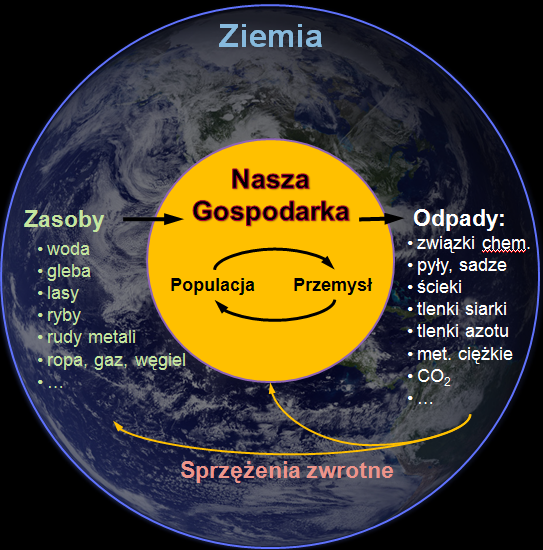 Ziemia
Nasza
Gospodarka
Zasoby
• woda
• gleba
• lasy
• ryby
• rudy metali
• ropa, gaz, węgiel
• ...
Populacja
Przemysł
Odpady:
• związki chem.
• pyły, sadze
• ścieki
• tlenki siarki
• tlenki azotu
• met. ciężkie
• CO₂
• ...
Sprzężenia zwrotne